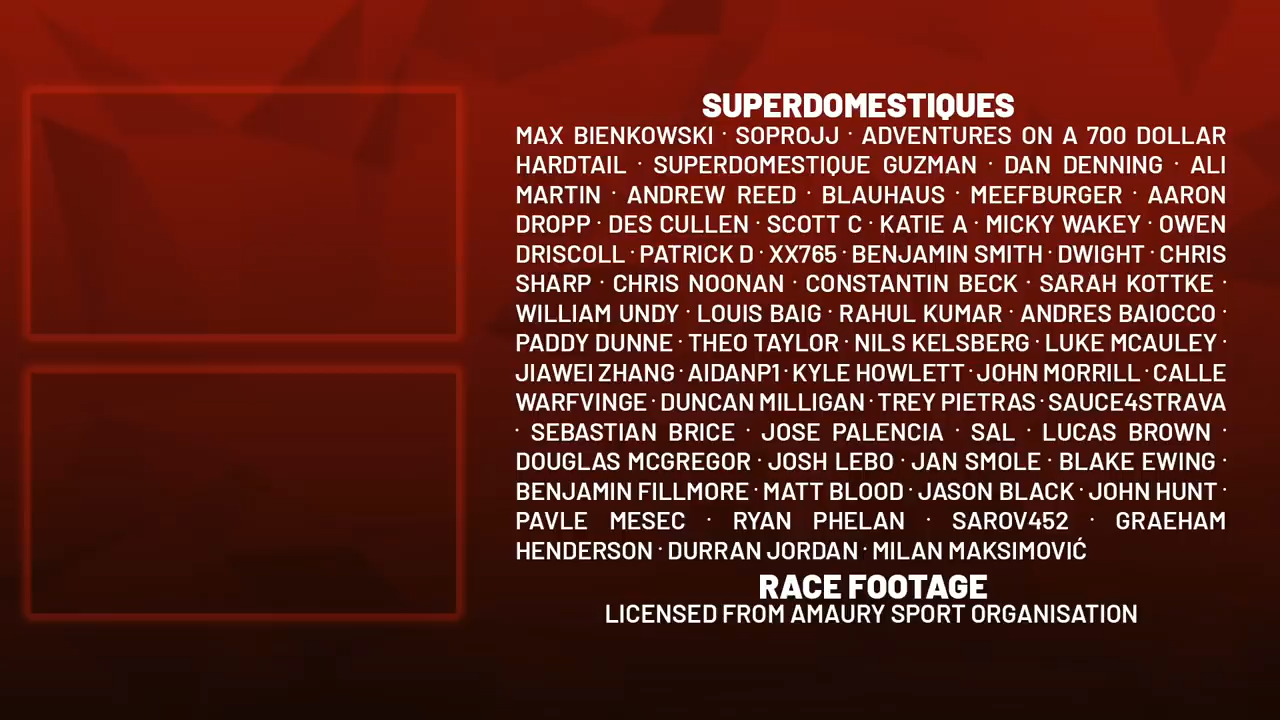 SUPERDOMESTIQUES
MAX BIENKOWSKI · SOPROJJ · ADVENTURES ON A 700 DOLLAR
HARDTAIL · SUPERDOMESTIQUE GUZMAN · DAN DENNING · ALI
MARTIN · ANDREW REED · BLAUHAUS · MEEFBURGER · AARON
DROPP · DES CULLEN · SCOTT C · KATIE A · MICKY WAKEY · OWEN
DRISCOLL · PATRICK D · XX765 · BENJAMIN SMITH · DWIGHT · CHRIS
SHARP · CHRIS NOONAN · CONSTANTIN BECK · SARAH KOTTKE ·
WILLIAM UNDY · LOUIS BAIG · RAHUL KUMAR · ANDRES BAIOCCO ·
PADDY DUNNE · THEO TAYLOR · NILS KELSBERG · LUKE MCAULEY ·
JIAWEI ZHANG · AIDANP1 · KYLE HOWLETT · JOHN MORRILL · CALLE
WARFVINGE · DUNCAN MILLIGAN · TREY PIETRAS · SAUCE4STRAVA
· SEBASTIAN BRICE · JOSE PALENCIA · SAL · LUCAS BROWN ·
DOUGLAS MCGREGOR · JOSH LEBO · JAN SMOLE · BLAKE EWING ·
BENJAMIN FILLMORE · MATT BLOOD · JASON BLACK · JOHN HUNT ·
PAVLE MESEC · RYAN PHELAN · SAROV452 · GRAEHAM
HENDERSON · DURRAN JORDAN · MILAN MAKSIMOVIĆ
RACE FOOTAGE
LICENSED FROM AMAURY SPORT ORGANISATION